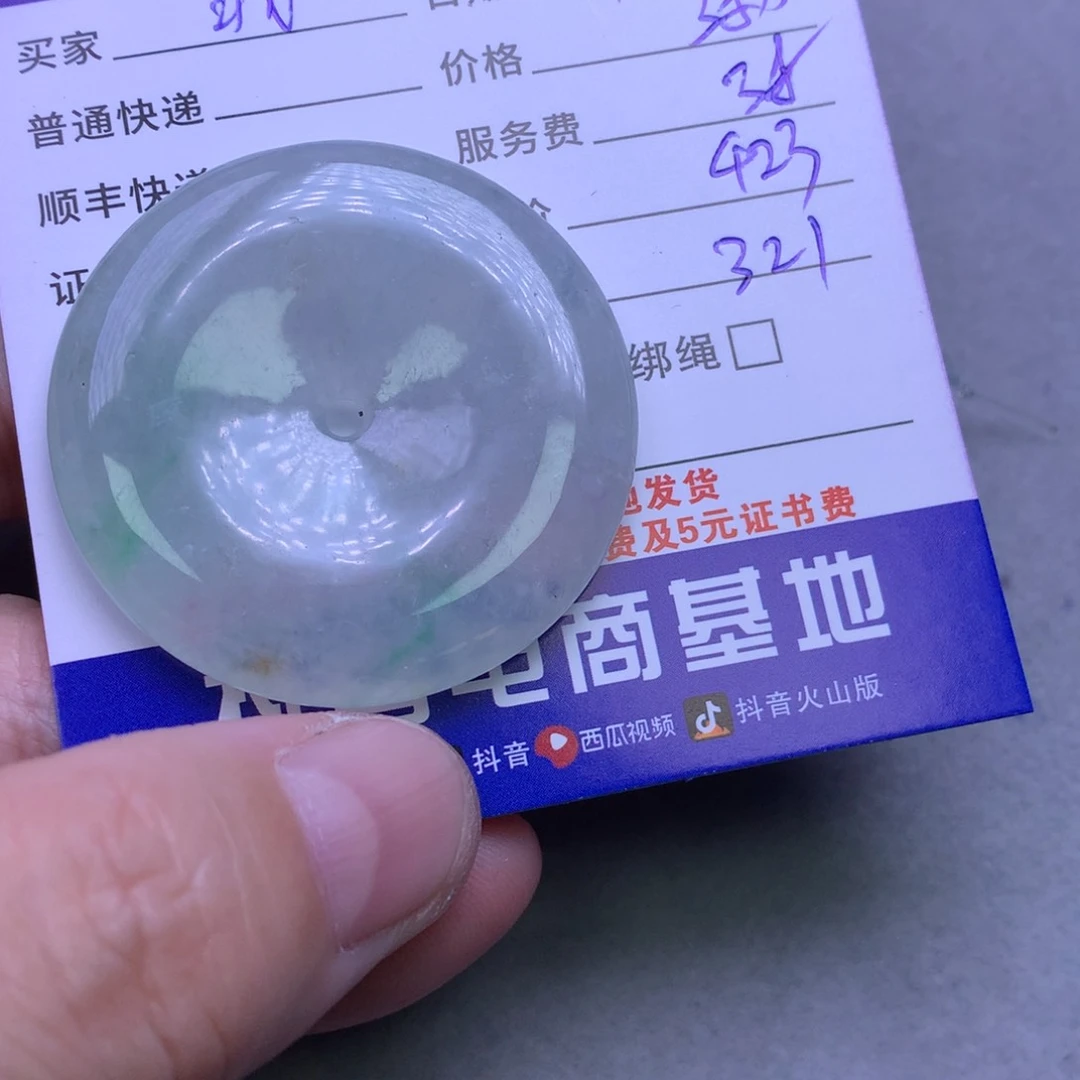 买家
价格
普通快递
38
服务费
顺丰快递
423
证
321
绑绳
发货
费及5元证书费
电商基地
抖音 西瓜视频 抖音火山版